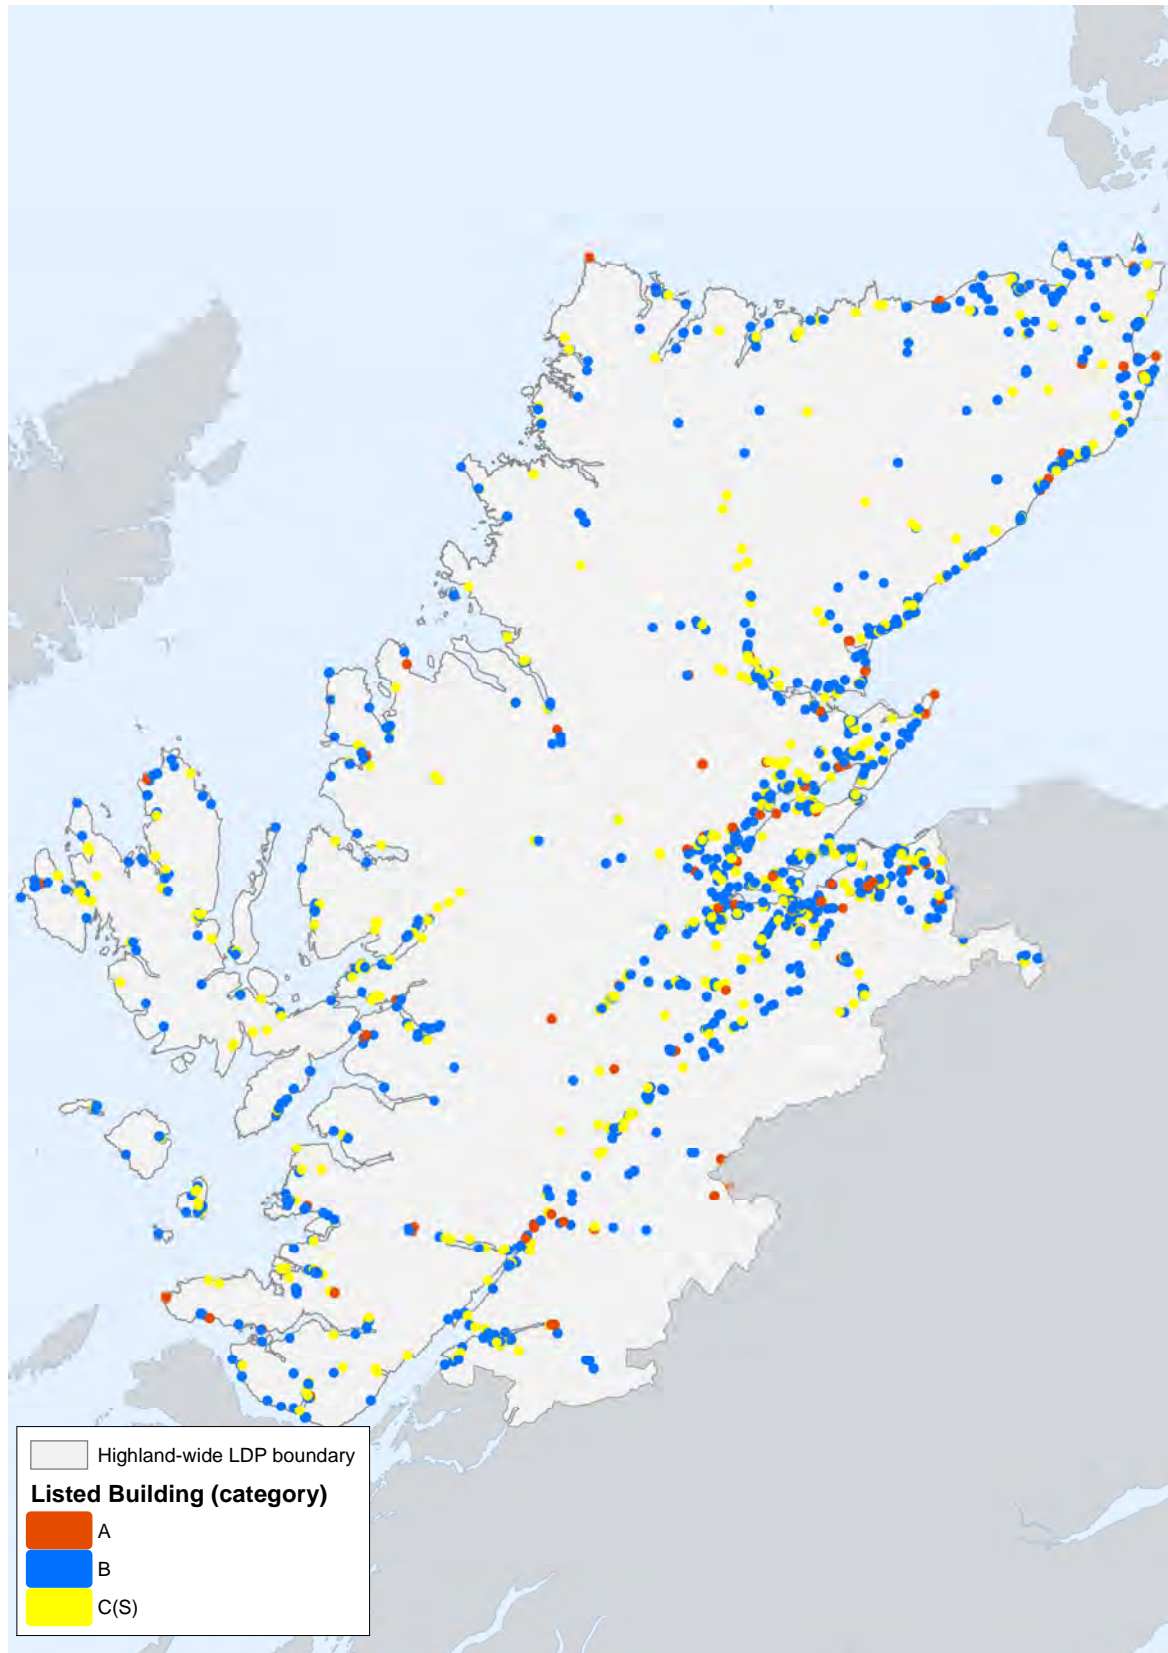 Highland-wide LDP boundary
Listed Building (category)
A
B
C(S)